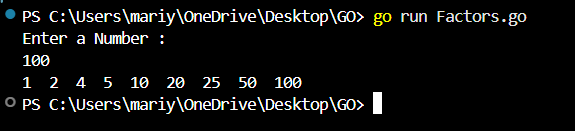 PS C:\Users\mariy\OneDrive\Desktop\GO> go run Factors.go
Enter a Number :
100
1  2  4  5  10  20  25  50  100
PS C:\Users\mariy\OneDrive\Desktop\GO>